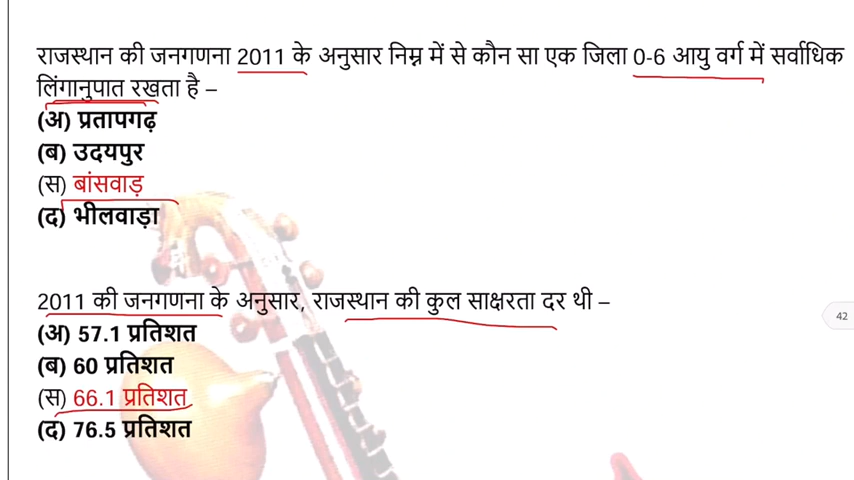 राजस्थान की जनगणना 2011 के अनुसार निम्न में से कौन सा एक जिला 0-6 आयु वर्ग में सर्वाधिक
लिंगानुपात रखता है –
(अ) प्रतापगढ़
(ब) उदयपुर
(स) बांसवाड़
(द) भीलवाड़ा
2011 की जनगणना के अनुसार, राजस्थान की कुल साक्षरता दर थी –
(अ) 57.1 प्रतिशत
42
(ब) 60 प्रतिशत
(स) 66.1 प्रतिशत
(द) 76.5 प्रतिशत